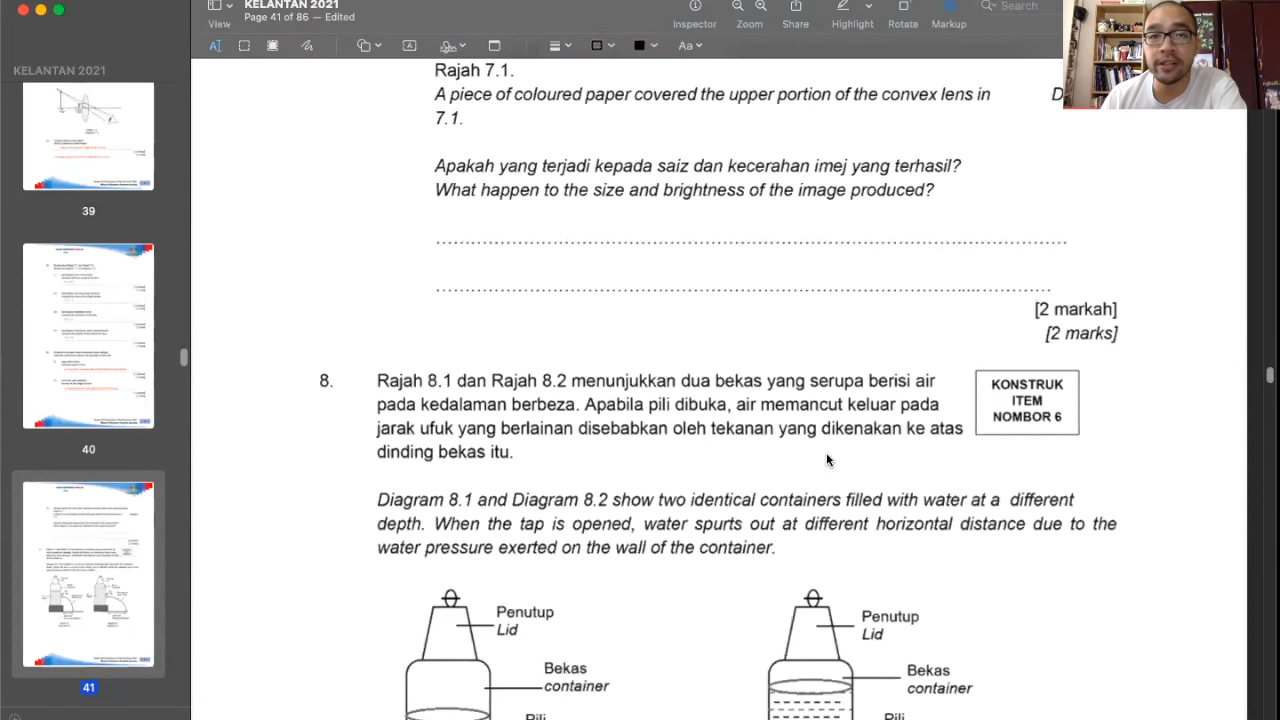 KELANTAN 2021
Page 41 of 86 — Edited
View
Inspector
Zoom
Share
Highlight
Rotate
Markup
Search
Aa
KELANTAN 2021
39
40
41
Rajah 7.1.
A piece of coloured paper covered the upper portion of the convex lens in D
7.1.
Apakah yang terjadi kepada saiz dan kecerahan imej yang terhasil?
What happen to the size and brightness of the image produced?
[2 markah]
[2 marks]
8. Rajah 8.1 dan Rajah menunjukkan dua bekas yang serupa berisi air
pada kedalaman berbeza. Apabila pili dibuka, air memancut keluar pada
jarak ufuk yang berlainan disebabkan oleh tekanan yang dikenakan ke atas
dinding bekas itu.
KONSTRUK
ITEM
NOMBOR 6
Diagram 8.1 and Diagram 8.2 show two identical containers filled with water at a different
depth. When the tap is opened, water spurts out at different horizontal distance due to the
water pressure exerted on the wall of the container.
Penutup
Lid
Bekas
container
Pili
Penutup
Lid
Bekas
container
Pili